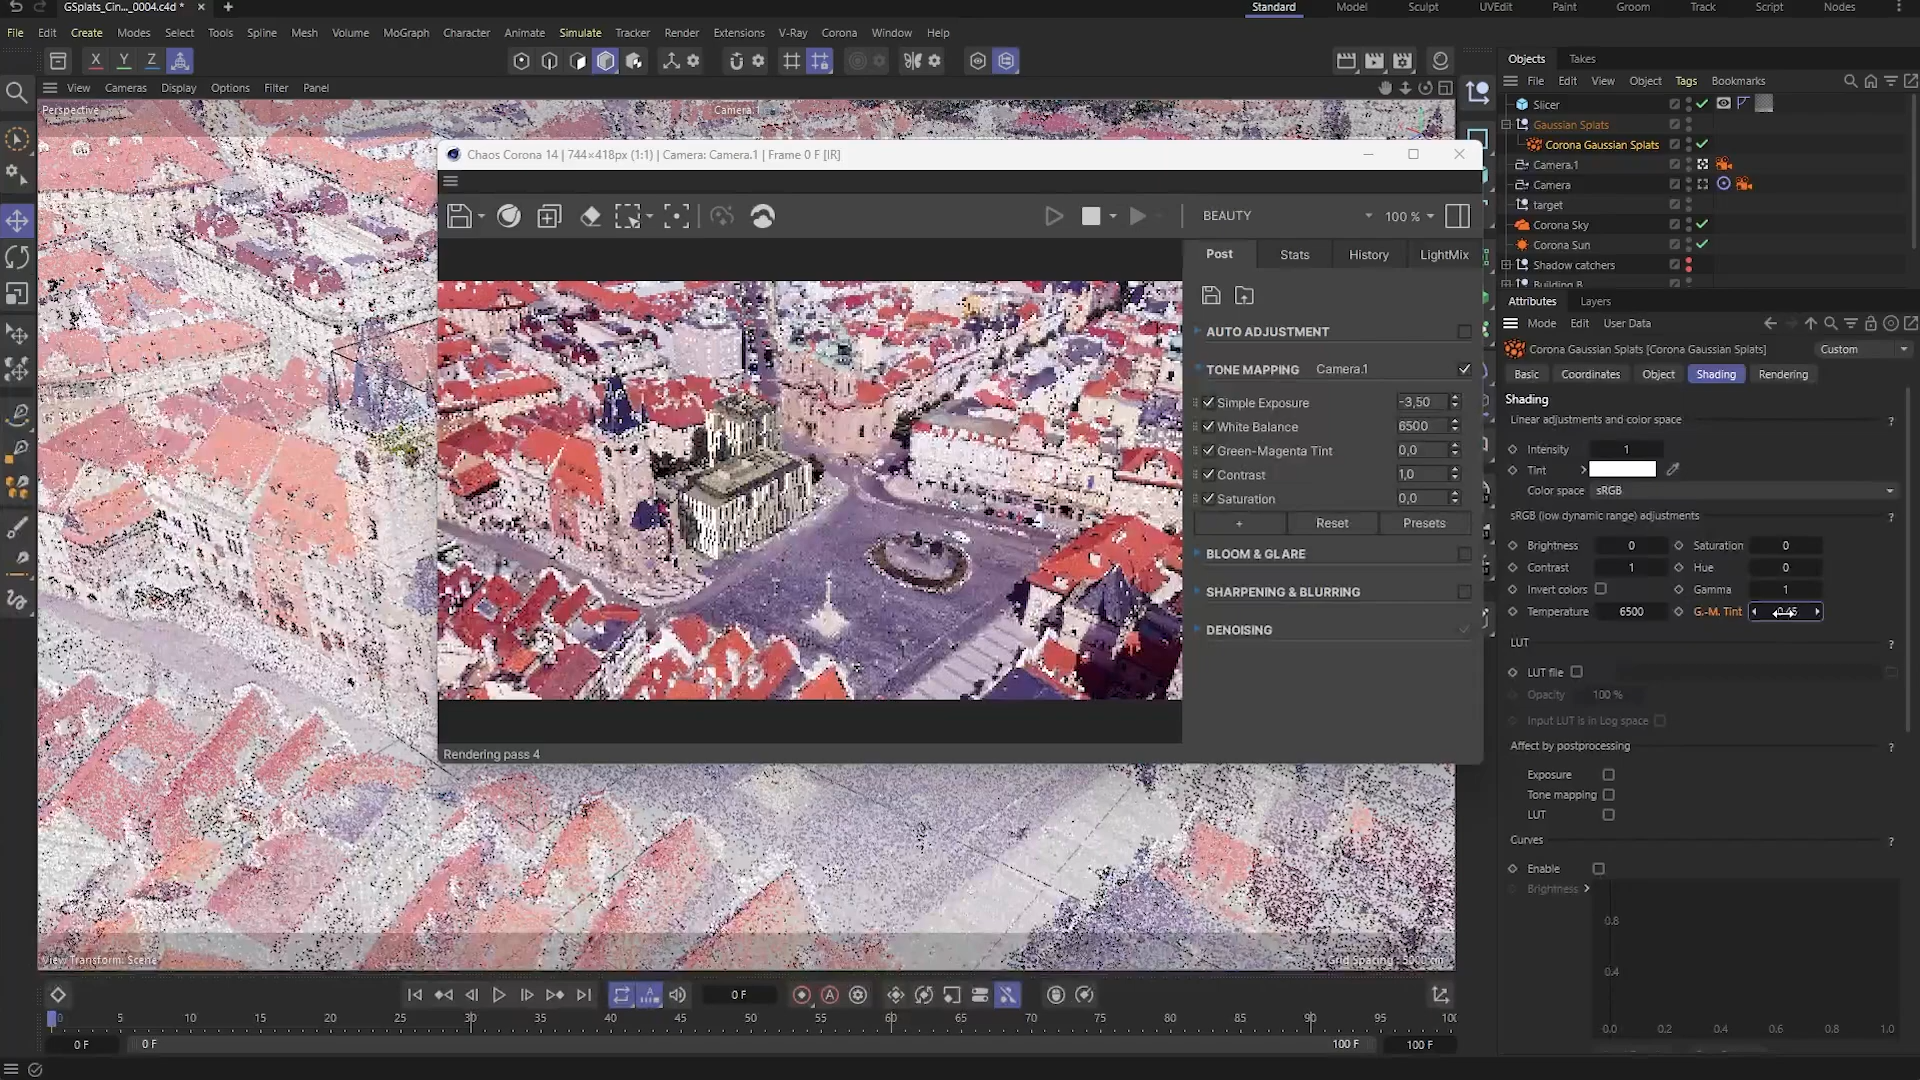 GSplats_Cin..._0004.c4d *
Standard
Model
Sculpt
UVEdit
Paint
Groom
Track
Script
Nodes
File
Edit
Create
Modes
Select
Tools
Spline
Mesh
Volume
MoGraph
Character
Animate
Simulate
Tracker
Render
Extensions
V-Ray
Corona
Window
Help
X
Y
Z
View
Cameras
Display
Options
Filter
Panel
Perspective
Camera.1
Chaos Corona 14 | 744×418px (1:1) | Camera: Camera.1 | Frame 0 F [IR]
BEAUTY
100 %
Post
Stats
History
LightMix
AUTO ADJUSTMENT
TONE MAPPING Camera.1
Simple Exposure -3,50
White Balance 6500
Green-Magenta Tint 0,0
Contrast 1,0
Saturation 0,0
+
Reset
Presets
BLOOM & GLARE
SHARPENING & BLURRING
DENOISING
Rendering pass 4
View Transform: Scene
Grid Spacing : 5000 cm
Objects
Takes
File
Edit
View
Object
Tags
Bookmarks
Slicer
Gaussian Splats
Corona Gaussian Splats
Camera.1
Camera
target
Corona Sky
Corona Sun
Shadow catchers
Building B
Attributes
Layers
Mode
Edit
User Data
Corona Gaussian Splats [Corona Gaussian Splats]
Custom
Basic
Coordinates
Object
Shading
Rendering
Shading
Linear adjustments and color space ?
Intensity 1
Tint
Color space sRGB
sRGB (low dynamic range) adjustments ?
Brightness 0 Saturation 0
Contrast 1 Hue 0
Invert colors Gamma 1
Temperature 6500 G.-M. Tint
LUT ?
LUT file
Opacity 100 %
Input LUT is in Log space
Affect by postprocessing ?
Exposure
Tone mapping
LUT
Curves ?
Enable
Brightness
0.8
0.4
0.0 0.2 0.4 0.6 0.8 1.0
0 F
0 5 10 15 20 25 30 35 40 45 50 55 60 65 70 75 80 85 90 95 10
0 F
0 F
100 F
100 F